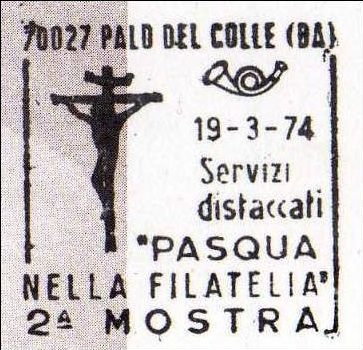 70027 PALO DEL COLLE (BA)
19-3-74
Servizi
distaccati
"PASQUA
NELLA FILATELIA"
2ª MOSTRA